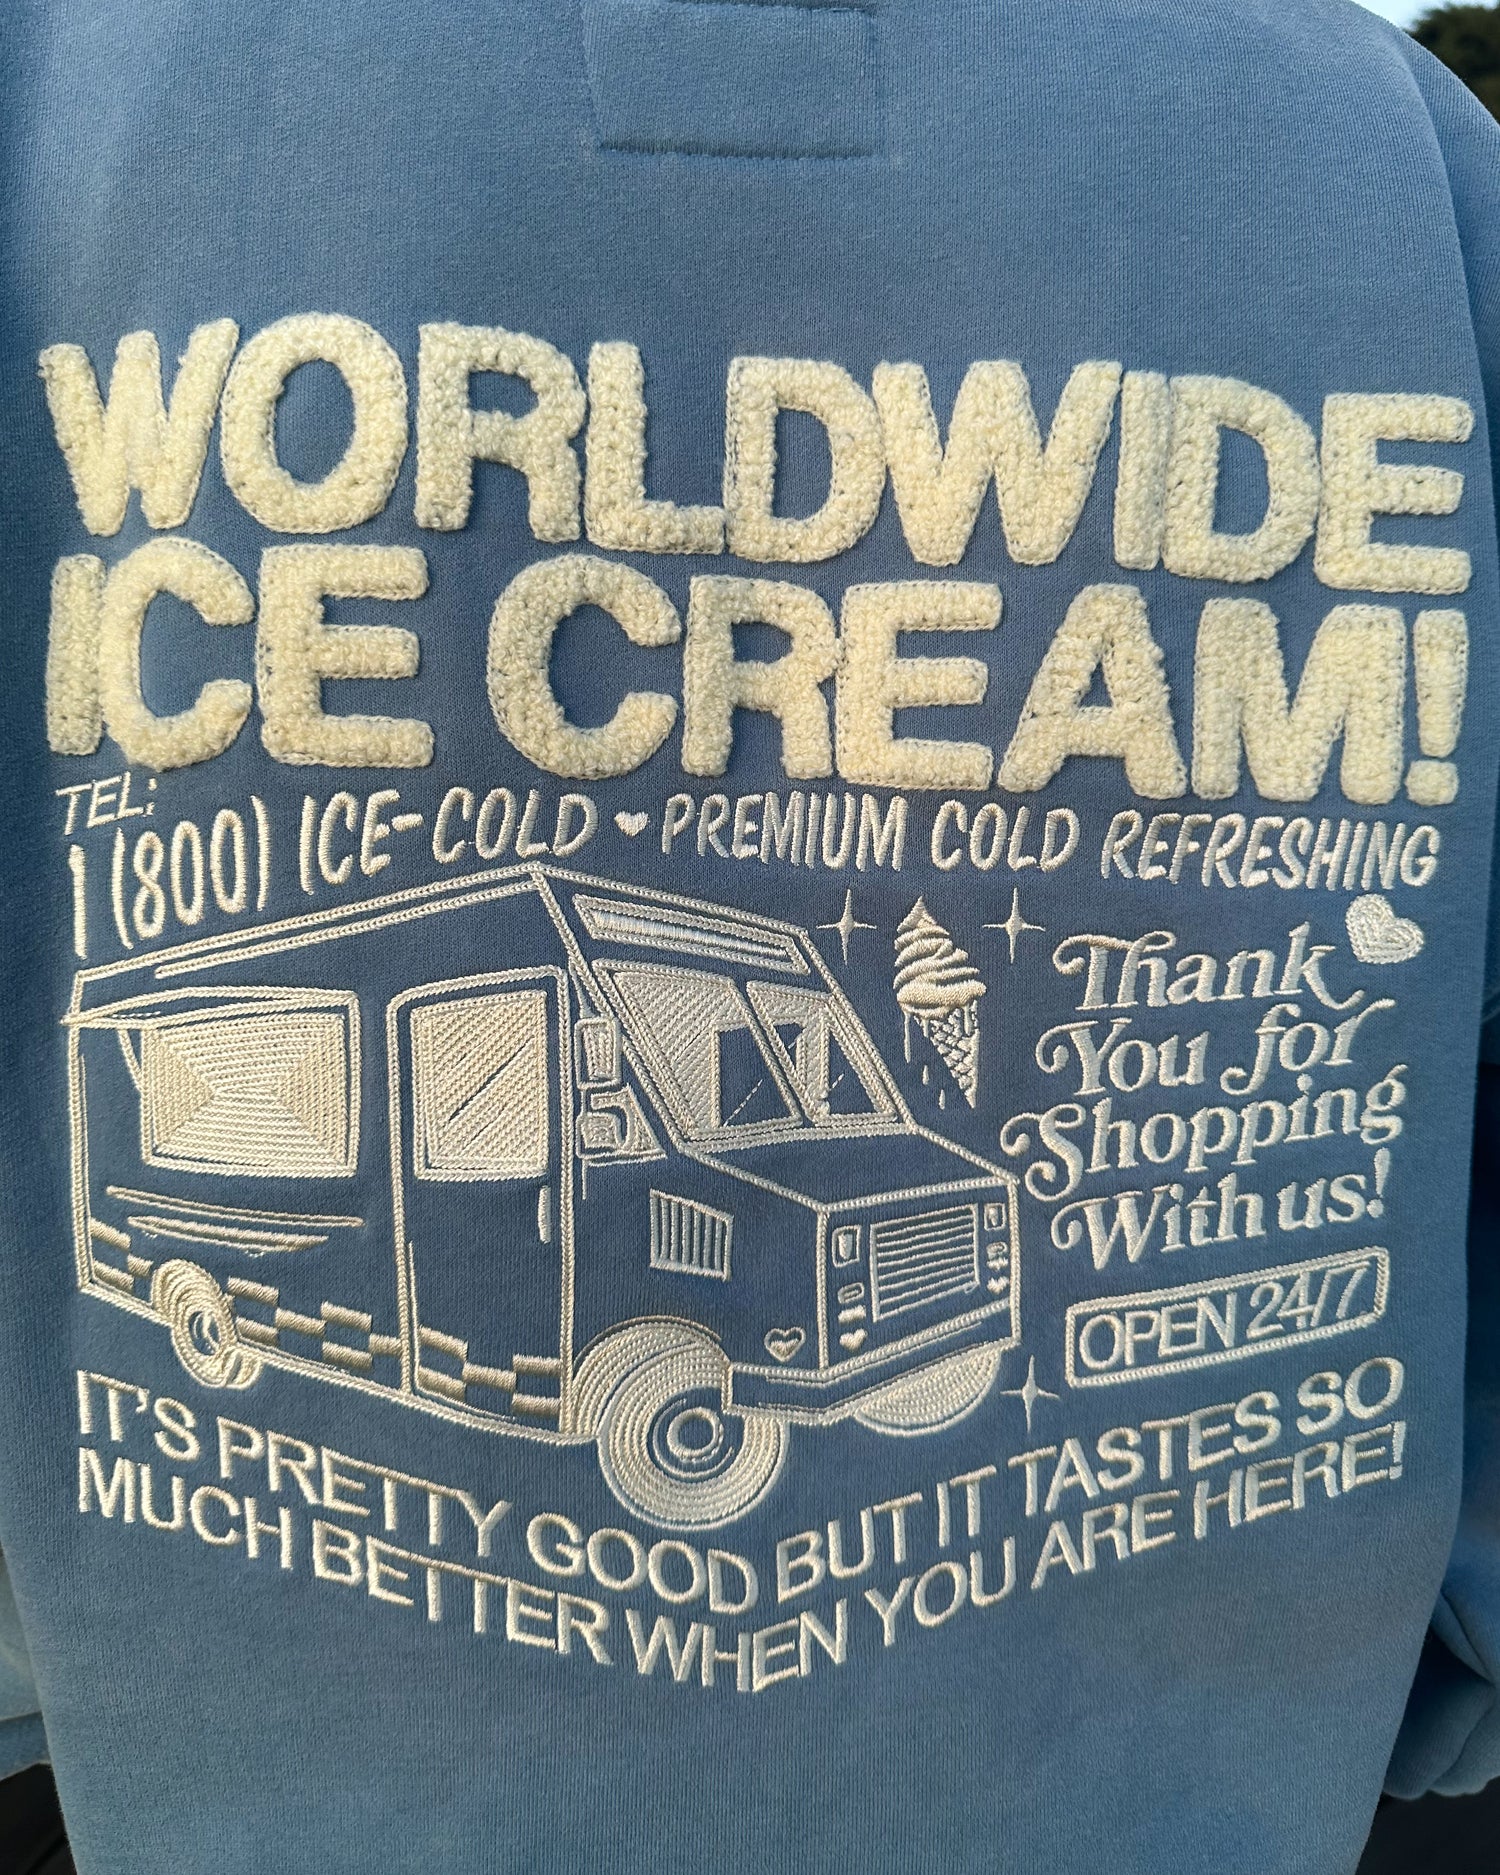 WORLDWIDE
ICE CREAM!
TEL:
1 (800) ICE-COLD ♥ PREMIUM COLD REFRESHING
Thank
You for
Shopping
With us!
OPEN 24/7
IT'S PRETTY GOOD BUT IT TASTES SO
MUCH BETTER WHEN YOU ARE HERE!